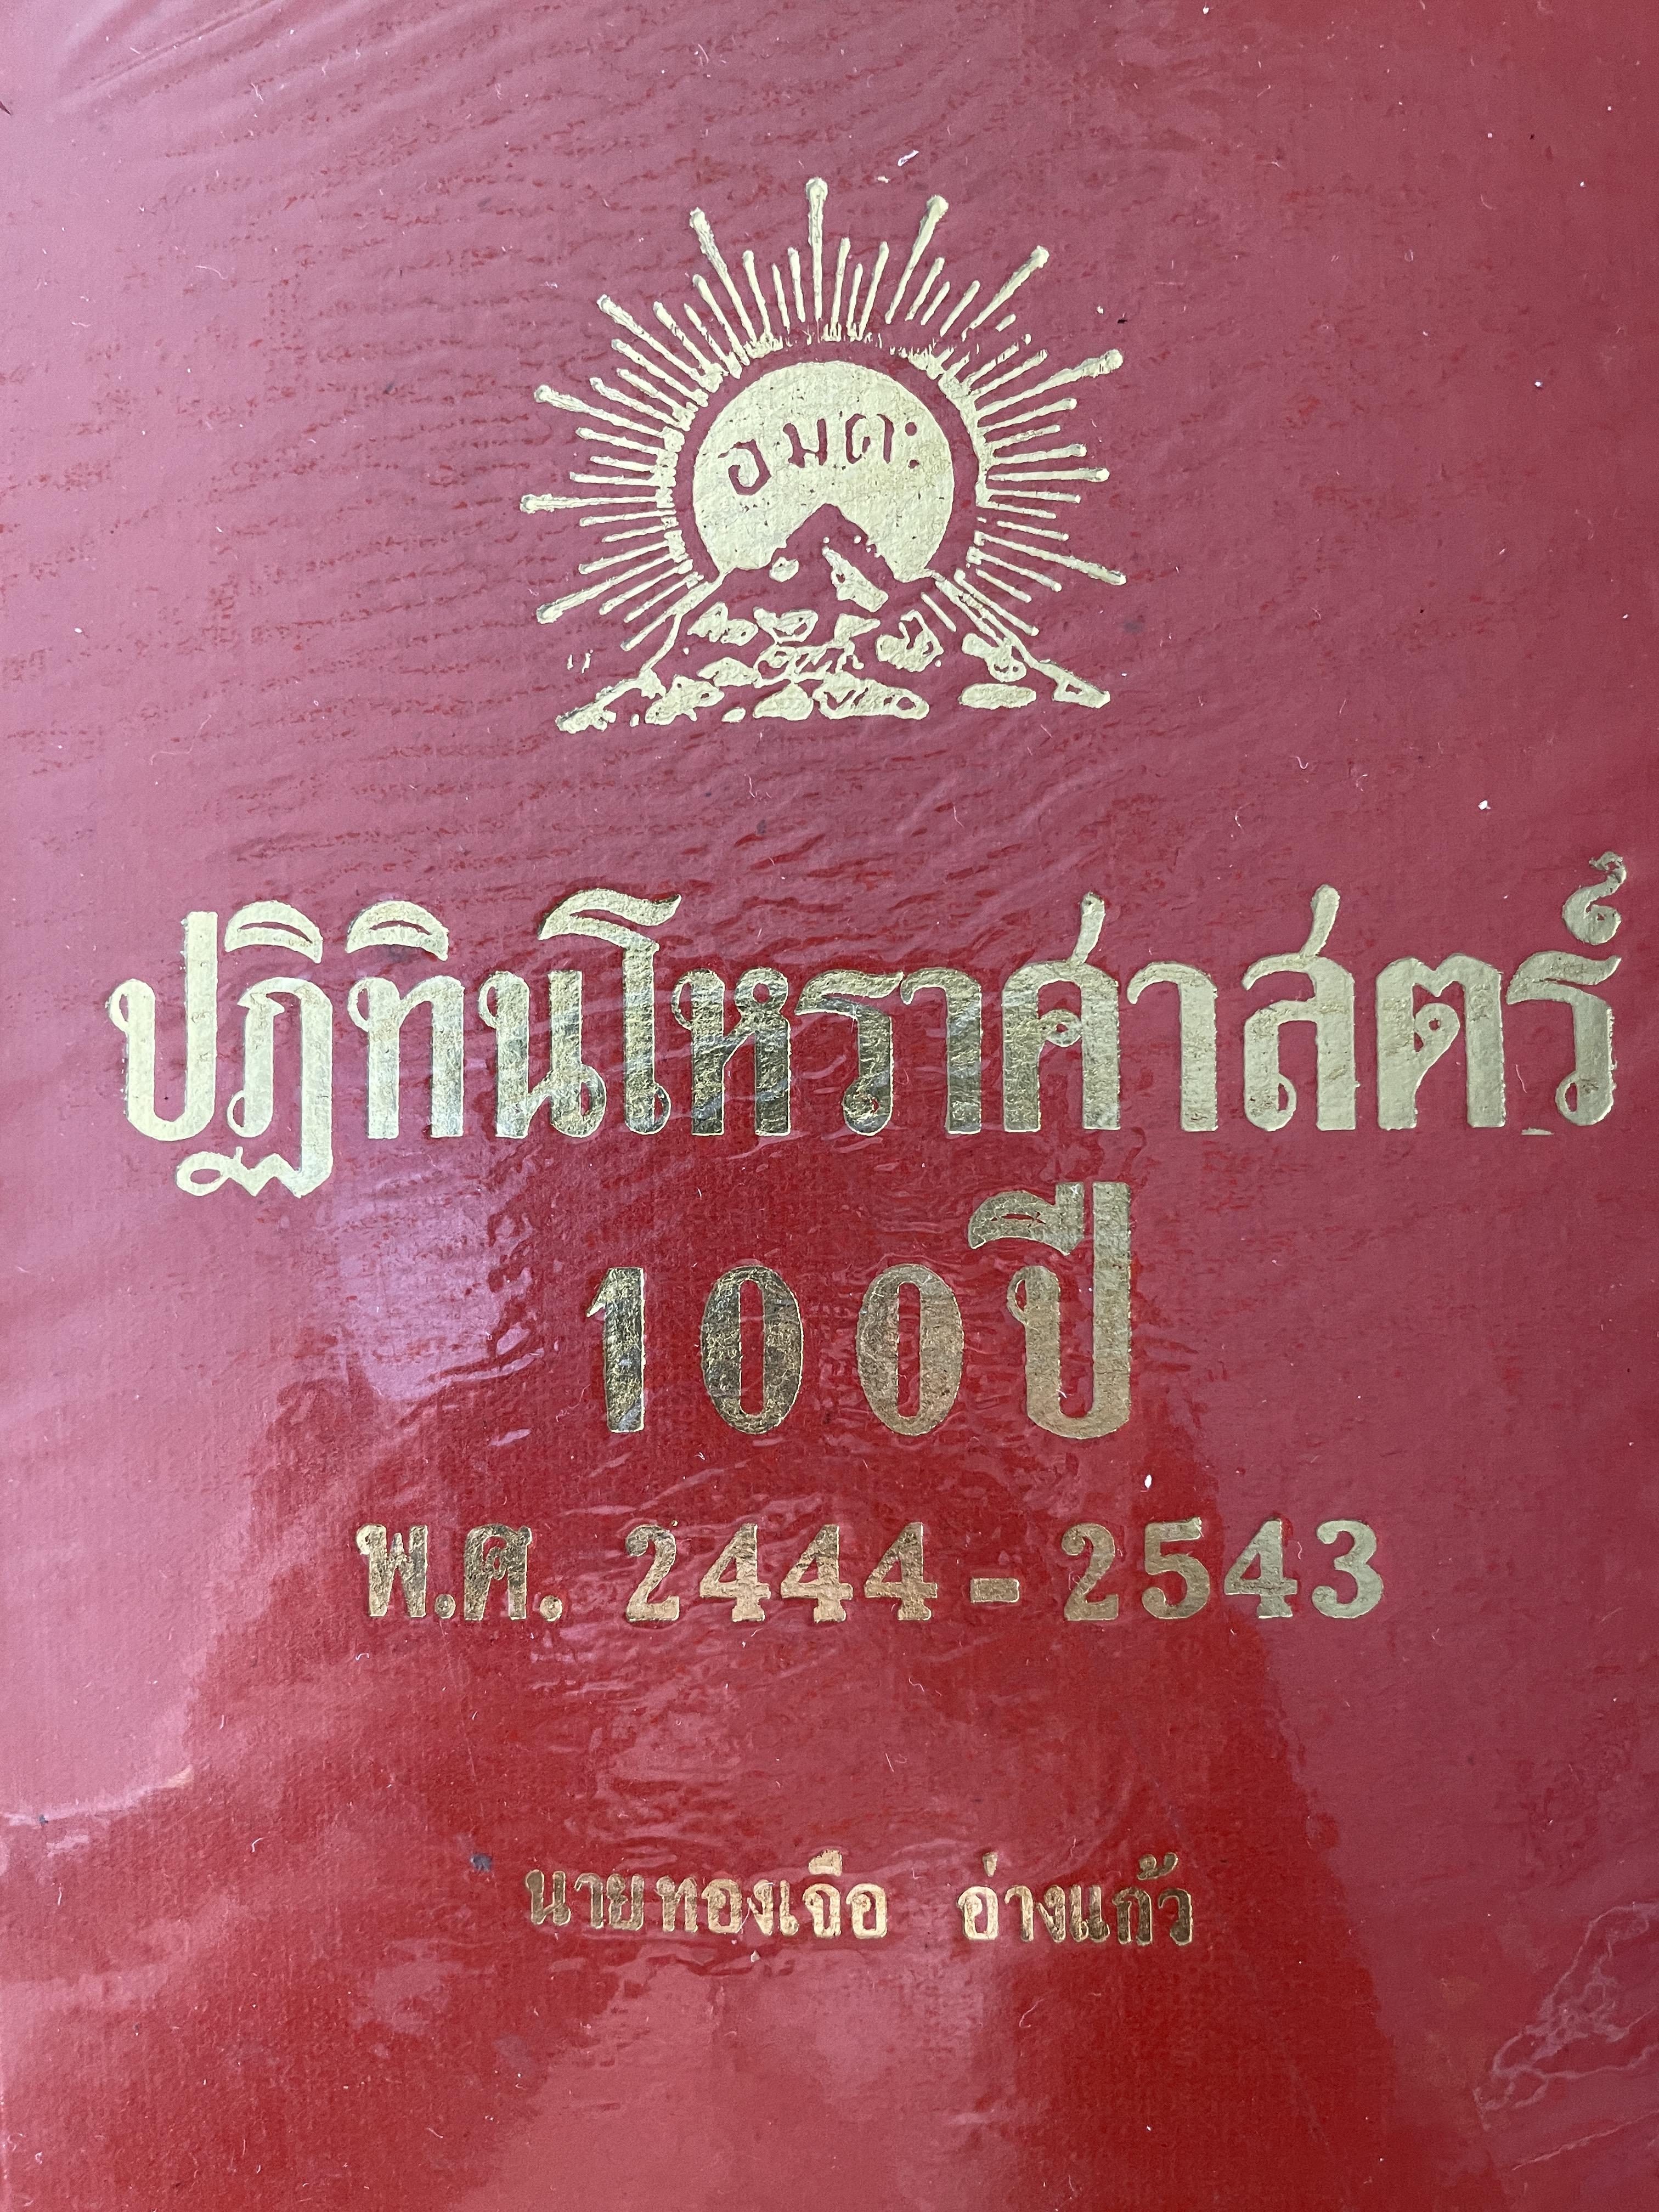 อมตะ
ปฏิทินโหราศาสตร์
100ปี
พ.ศ. 2444-2543
นายทองเจือ อ่างแก้ว